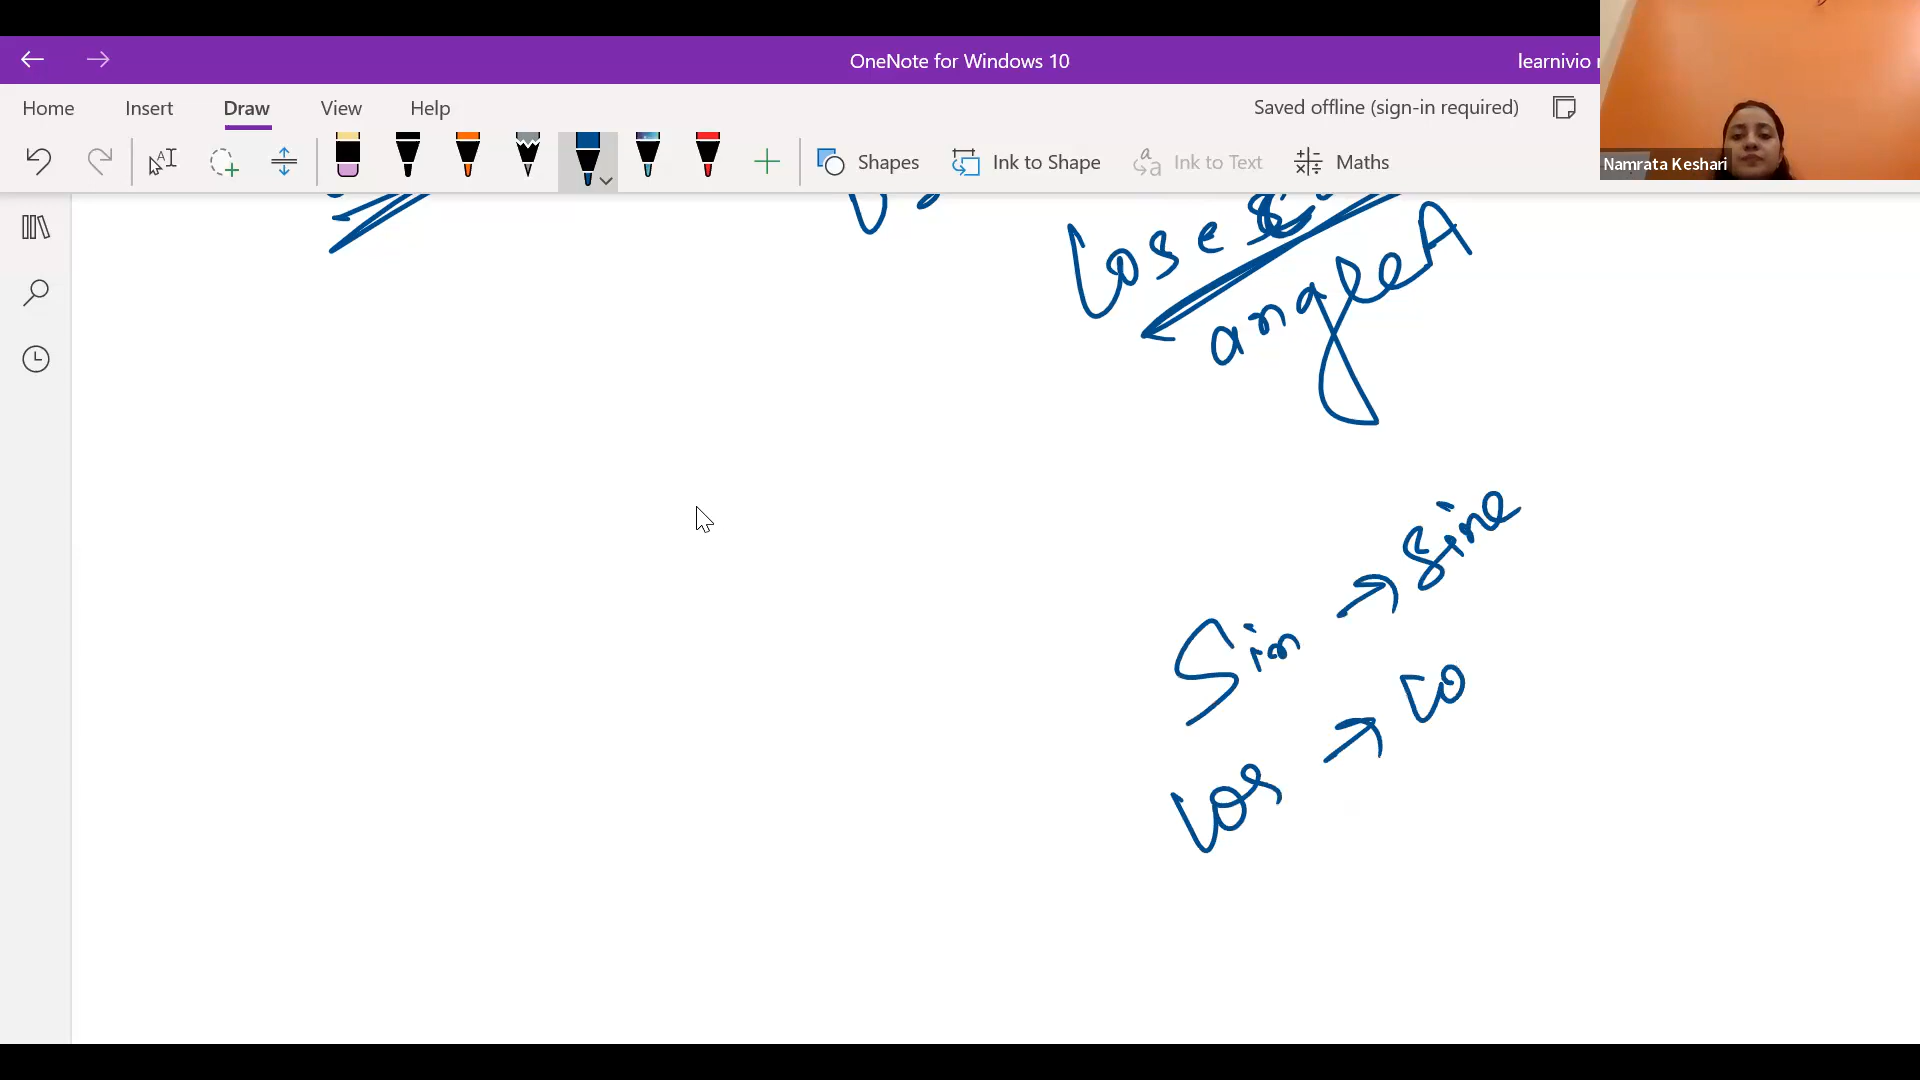 OneNote for Windows 10
learnivio
Home Insert Draw View Help
Saved offline (sign-in required)
Shapes Ink to Shape Ink to Text Maths
Namrata Keshari
angle A
Sin → Sine
Cos → Co